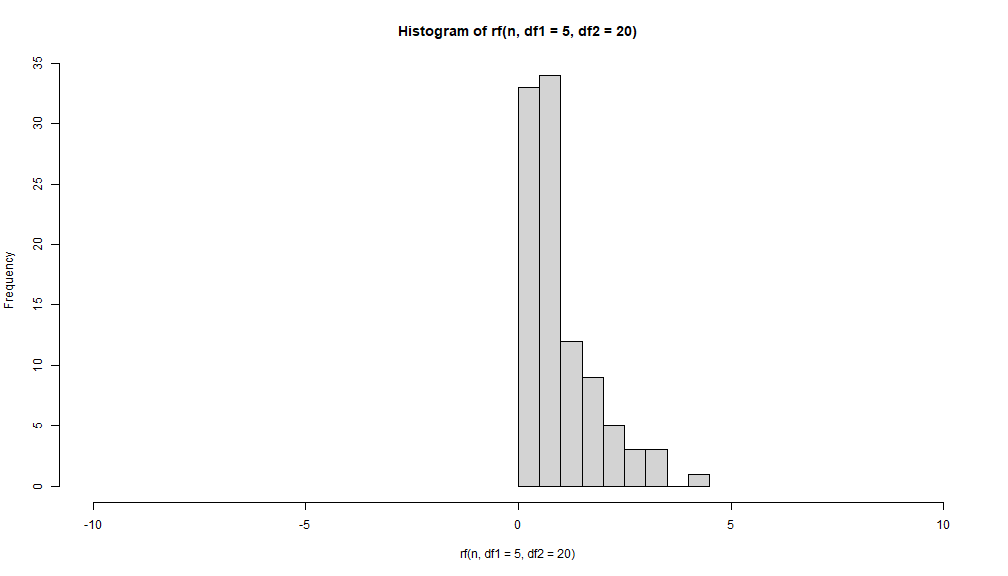 Histogram of rf(n, df1 = 5, df2 = 20)
Frequency
35
30
25
20
15
10
5
0
-10 -5 0 5 10
rf(n, df1 = 5, df2 = 20)